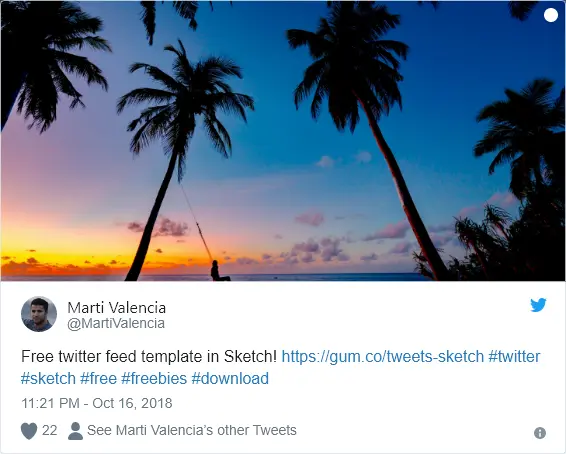 Marti Valencia
@MartiValencia
Free twitter feed template in Sketch! https://gum.co/tweets-sketch #twitter
#sketch #free #freebies #download
11:21 PM - Oct 16, 2018
22 See Marti Valencia's other Tweets